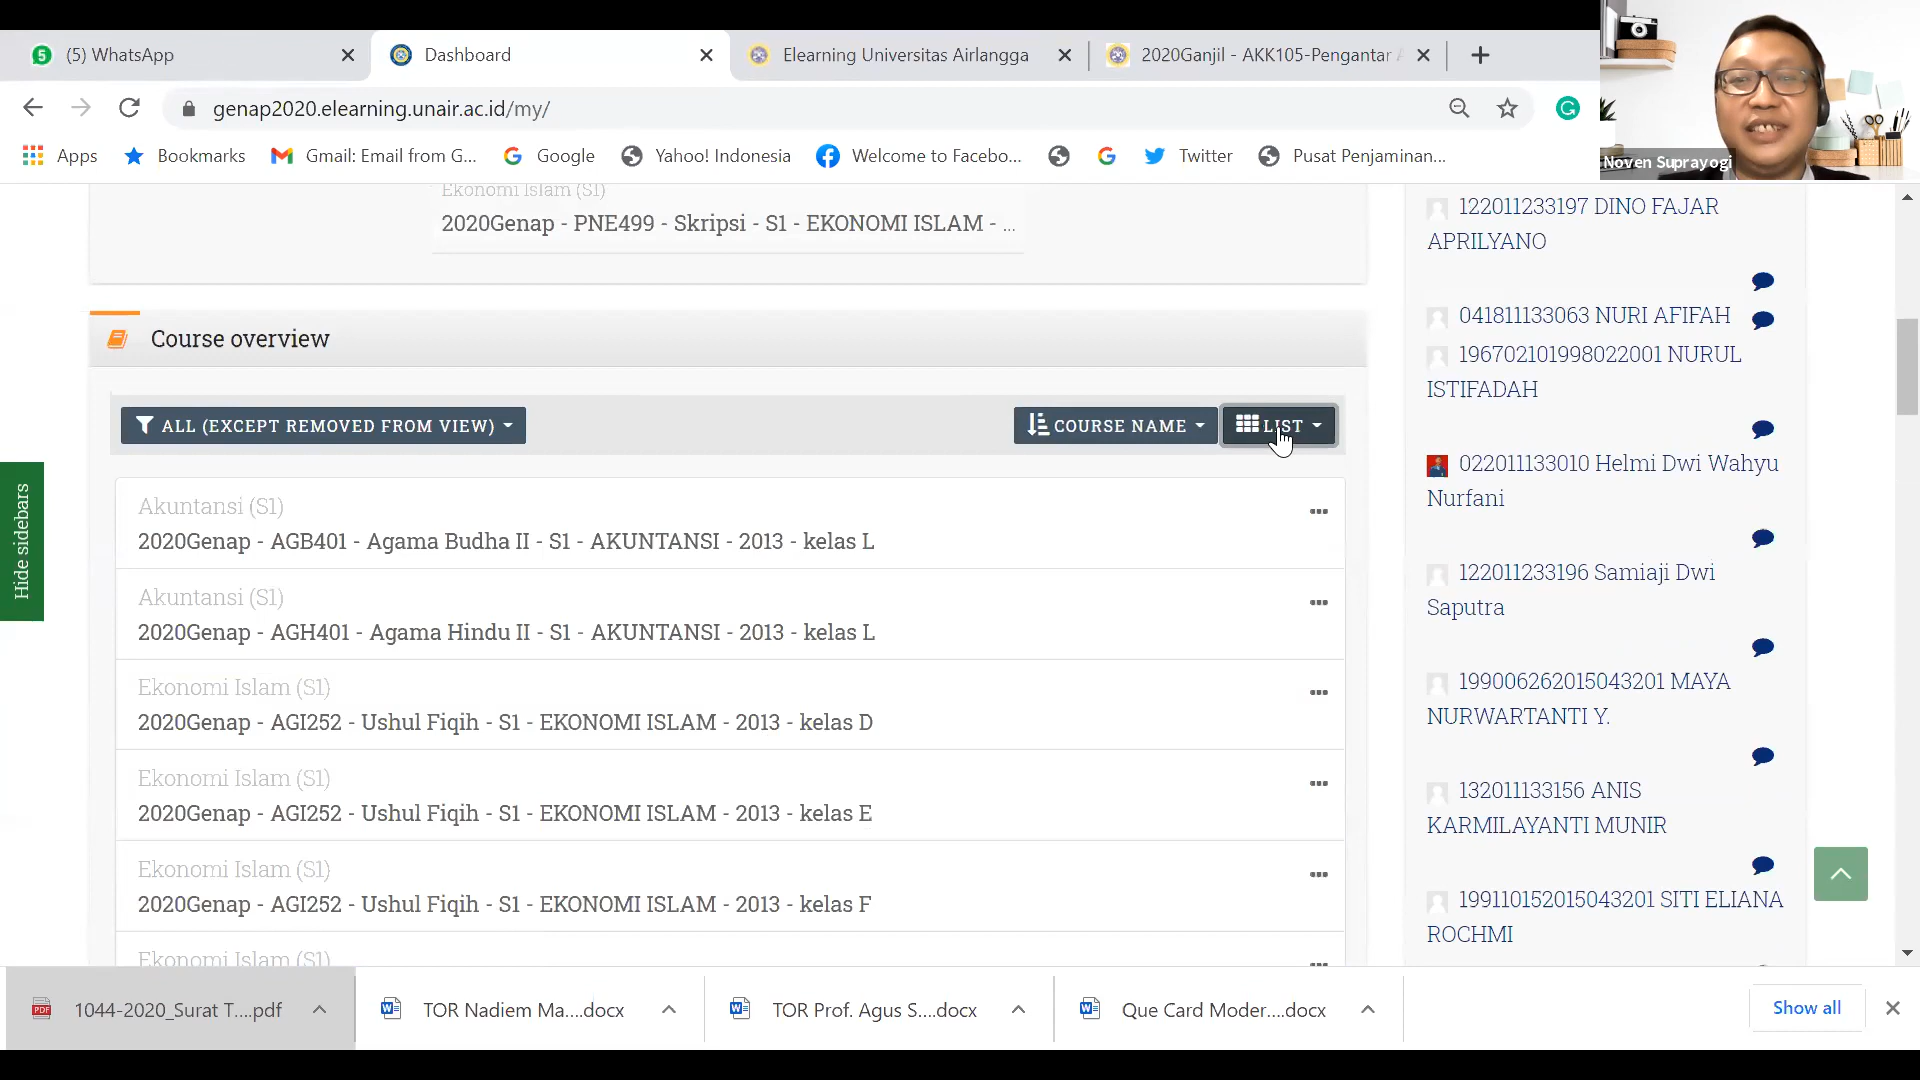 (5) WhatsApp
Dashboard
Elearning Universitas Airlangga
2020Ganjil - AKK105-Pengantar A
genap2020.elearning.unair.ac.id/my/
Apps
Bookmarks
Gmail: Email from G...
Google
Yahoo! Indonesia
Welcome to Facebo...
Twitter
Pusat Penjaminan...
Noven Suprayogi
Ekonomi Islam (S1)
2020Genap - PNE499 - Skripsi - S1 - EKONOMI ISLAM - ...
Course overview
ALL (EXCEPT REMOVED FROM VIEW)
COURSE NAME
LIST
Akuntansi (S1)
2020Genap - AGB401 - Agama Budha II - S1 - AKUNTANSI - 2013 - kelas L
Akuntansi (S1)
2020Genap - AGH401 - Agama Hindu II - S1 - AKUNTANSI - 2013 - kelas L
Ekonomi Islam (S1)
2020Genap - AGI252 - Ushul Fiqih - S1 - EKONOMI ISLAM - 2013 - kelas D
Ekonomi Islam (S1)
2020Genap - AGI252 - Ushul Fiqih - S1 - EKONOMI ISLAM - 2013 - kelas E
Ekonomi Islam (S1)
2020Genap - AGI252 - Ushul Fiqih - S1 - EKONOMI ISLAM - 2013 - kelas F
Ekonomi Islam (S1)
Hide sidebars
122011233197 DINO FAJAR
APRILYANO
041811133063 NURI AFIFAH
196702101998022001 NURUL
ISTIFADAH
022011133010 Helmi Dwi Wahyu
Nurfani
122011233196 Samiaji Dwi
Saputra
199006262015043201 MAYA
NURWARTANTI Y.
132011133156 ANIS
KARMILAYANTI MUNIR
199110152015043201 SITI ELIANA
ROCHMI
1044-2020_Surat T....pdf
TOR Nadiem Ma....docx
TOR Prof. Agus S....docx
Que Card Moder....docx
Show all